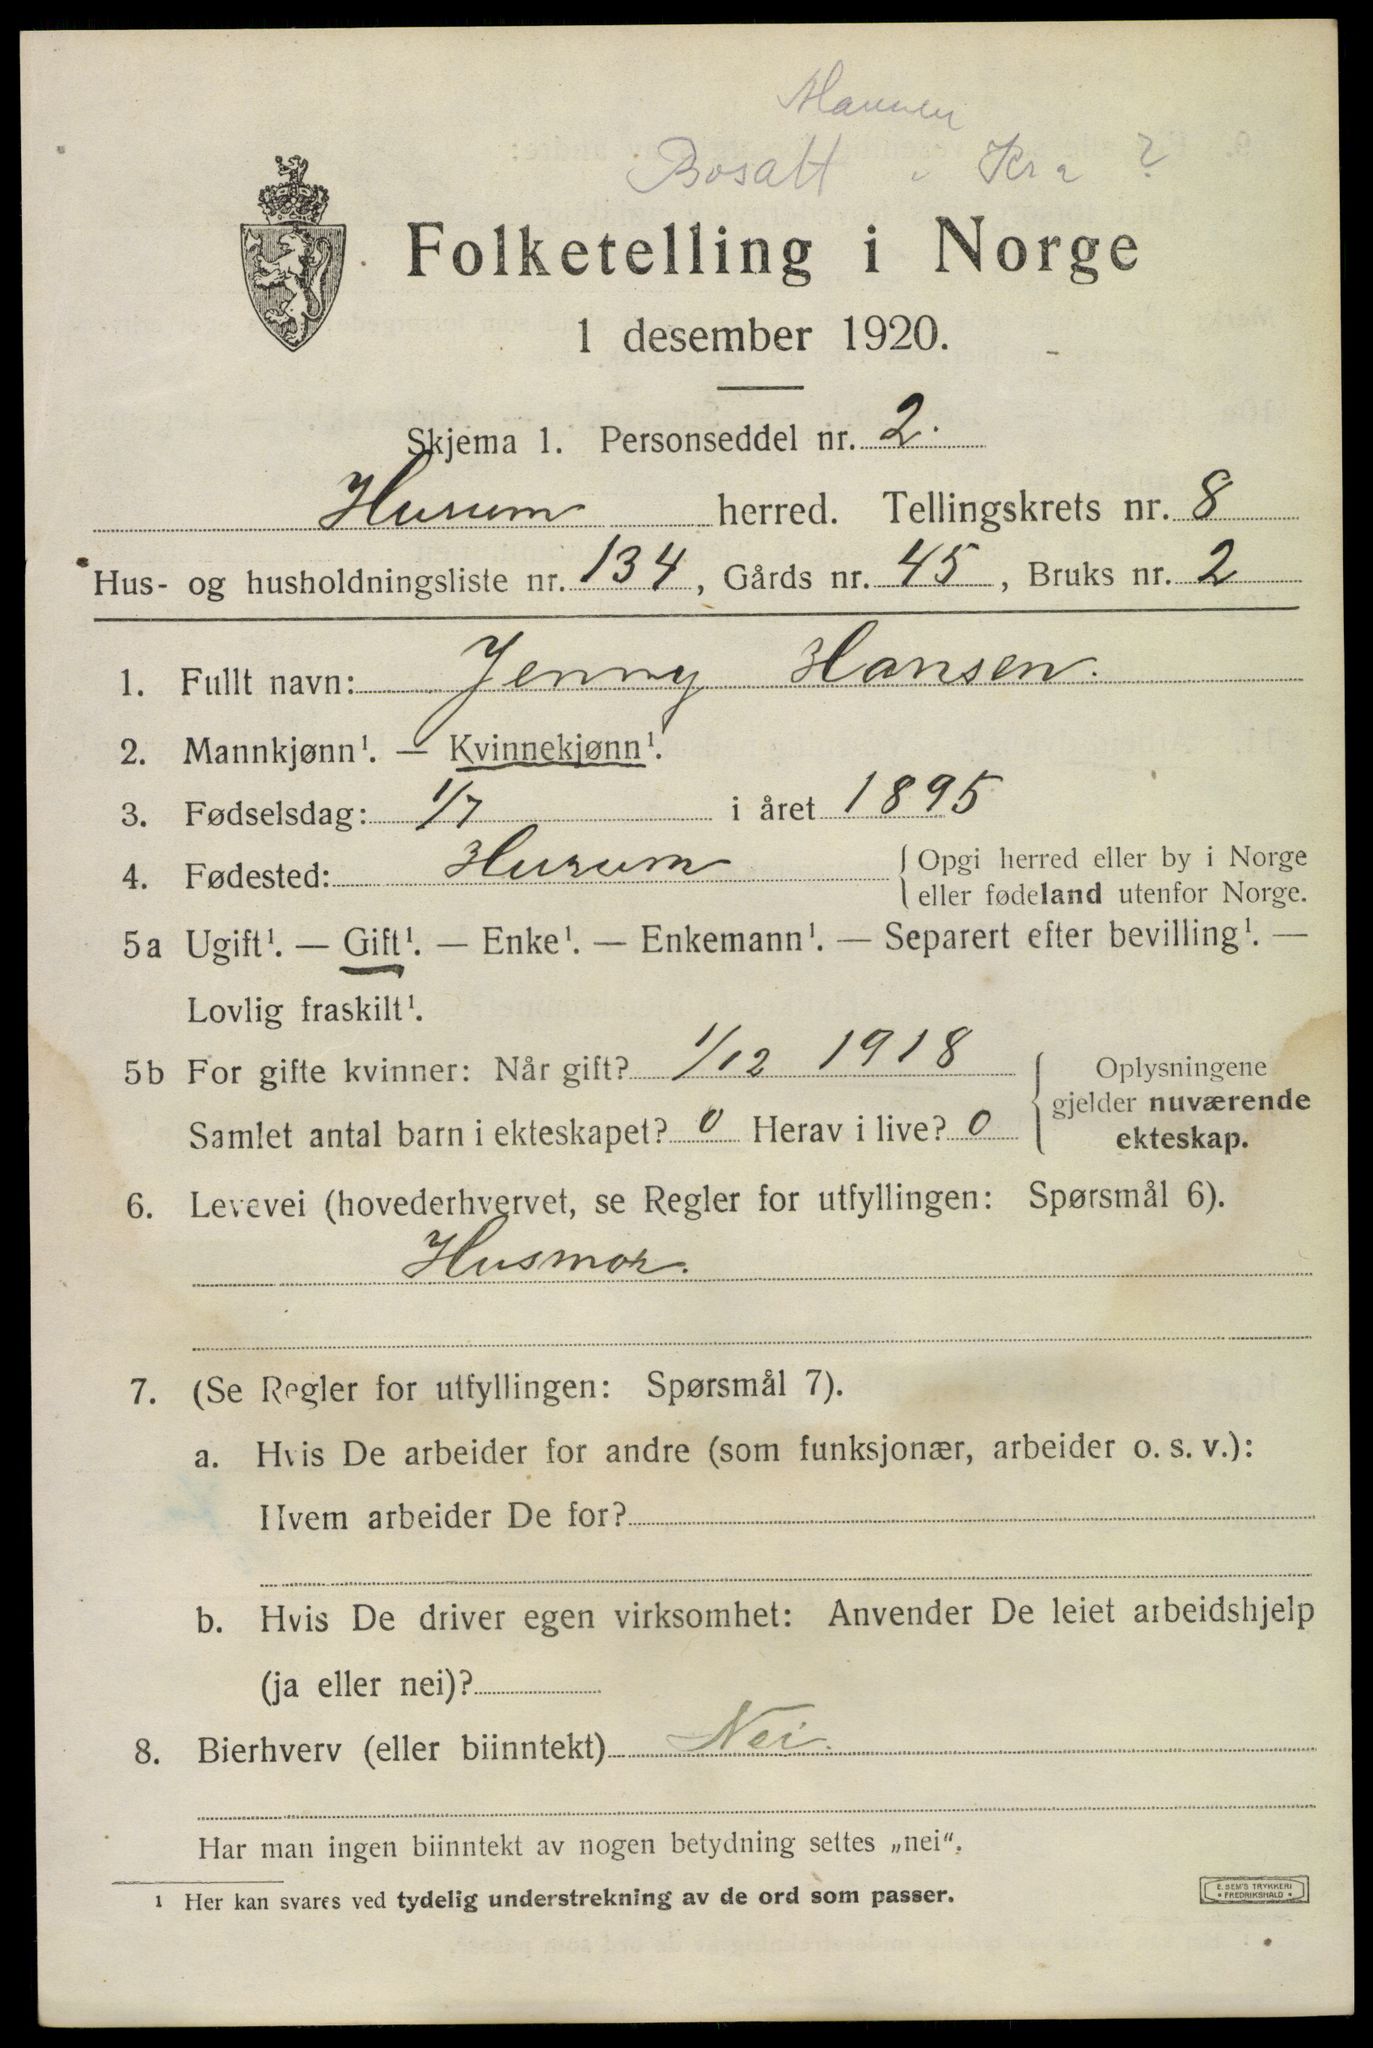 Mannen
Bosatt i Kra ?
Folketelling i Norge
1 desember 1920.
Skjema 1. Personseddel nr. 2.
Hurum herred. Tellingskrets nr. 8
Hus- og husholdningsliste nr. 134, Gårds nr. 45, Bruks nr. 2
1. Fullt navn: Jenny Hansen.
2. Mannkjønn¹. — Kvinnekjønn¹.
3. Fødselsdag: 1/7 i året 1895
4. Fødested: Hurum { Opgi herred eller by i Norge
eller fødeland utenfor Norge.
5a Ugift¹. — Gift¹. — Enke¹. — Enkemann¹. — Separert efter bevilling¹. —
Lovlig fraskilt¹.
5b For gifte kvinner: Når gift? 1/12 1918
Samlet antal barn i ekteskapet? 0 Herav i live? 0
Oplysningene
gjelder nuværende
ekteskap.
6. Levevei (hovederhvervet, se Regler for utfyllingen: Spørsmål 6).
Husmor.
7. (Se Regler for utfyllingen: Spørsmål 7).
a. Hvis De arbeider for andre (som funksjonær, arbeider o. s. v.):
Hvem arbeider De for?
b. Hvis De driver egen virksomhet: Anvender De leiet arbeidshjelp
(ja eller nei)?
8. Bierhverv (eller biinntekt) Nei.
Har man ingen biinntekt av nogen betydning settes „nei“.
¹ Her kan svares ved tydelig understrekning av de ord som passer.
E. SEM'S TRYKKERI
• FREDRIKSHALD •